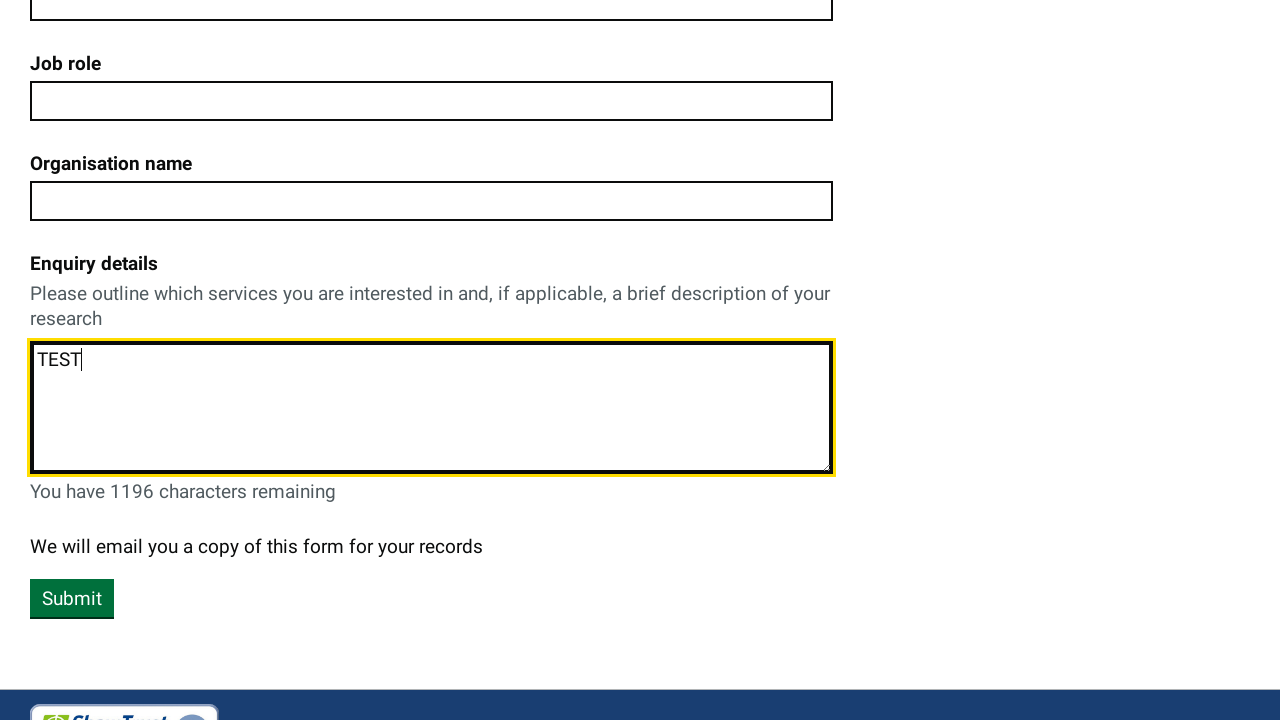 Job role
Organisation name
Enquiry details
Please outline which services you are interested in and, if applicable, a brief description of your
research
TEST
You have 1196 characters remaining
We will email you a copy of this form for your records
Submit